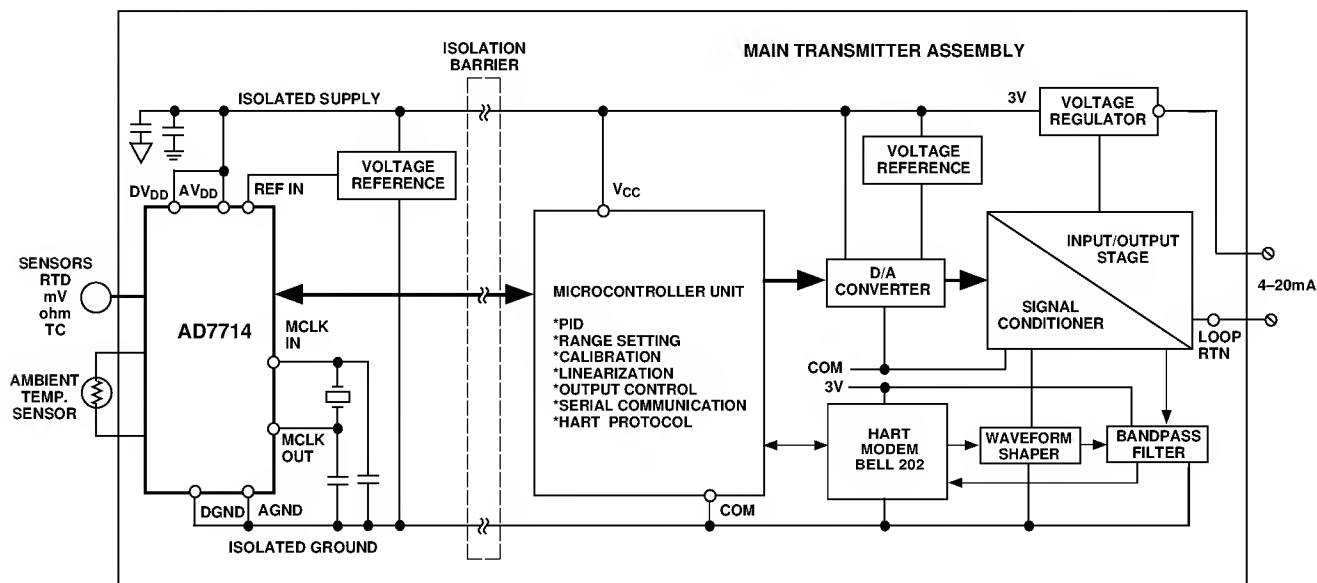 MAIN TRANSMITTER ASSEMBLY
ISOLATION
BARRIER
ISOLATED SUPPLY
3V
VOLTAGE
REGULATOR
VOLTAGE
REFERENCE
VOLTAGE
REFERENCE
DVDD
AVDD
REF IN
VCC
SENSORS
RTD
mV
ohm
TC
AD7714
MCLK
IN
MCLK
OUT
AMBIENT
TEMP.
SENSOR
DGND
AGND
ISOLATED GROUND
MICROCONTROLLER UNIT
*PID
*RANGE SETTING
*CALIBRATION
*LINEARIZATION
*OUTPUT CONTROL
*SERIAL COMMUNICATION
*HART PROTOCOL
COM
D/A
CONVERTER
INPUT/OUTPUT
STAGE
SIGNAL
CONDITIONER
4–20mA
LOOP
RTN
COM
3V
HART
MODEM
BELL 202
WAVEFORM
SHAPER
BANDPASS
FILTER